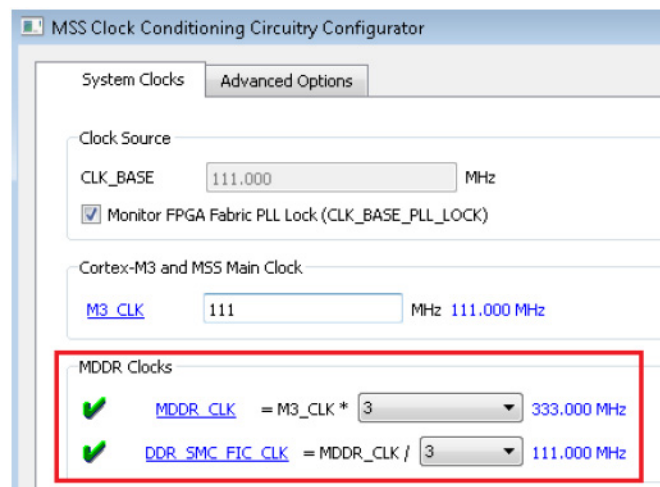 MSS Clock Conditioning Circuitry Configurator
System Clocks Advanced Options
Clock Source
CLK_BASE 111.000 MHz
Monitor FPGA Fabric PLL Lock (CLK_BASE_PLL_LOCK)
Cortex-M3 and MSS Main Clock
M3_CLK 111 MHz 111.000 MHz
MDDR Clocks
MDDR_CLK = M3_CLK * 3 333.000 MHz
DDR_SMC_FIC_CLK = MDDR_CLK / 3 111.000 MHz